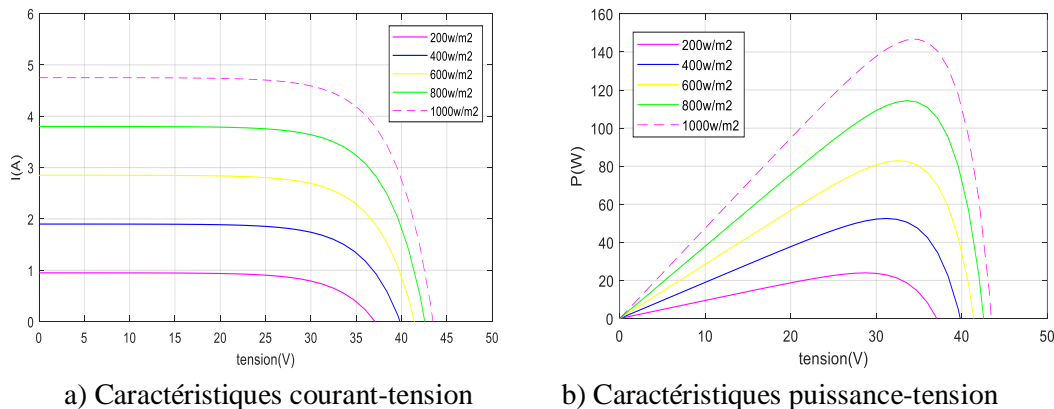 6
5
4
3
2
1
0
I(A)
0 5 10 15 20 25 30 35 40 45 50
tension(V)
200w/m2
400w/m2
600w/m2
800w/m2
1000w/m2
a) Caractéristiques courant-tension
160
140
120
100
80
60
40
20
0
P(W)
0 10 20 30 40 50
tension(V)
200w/m2
400w/m2
600w/m2
800w/m2
1000w/m2
b) Caractéristiques puissance-tension